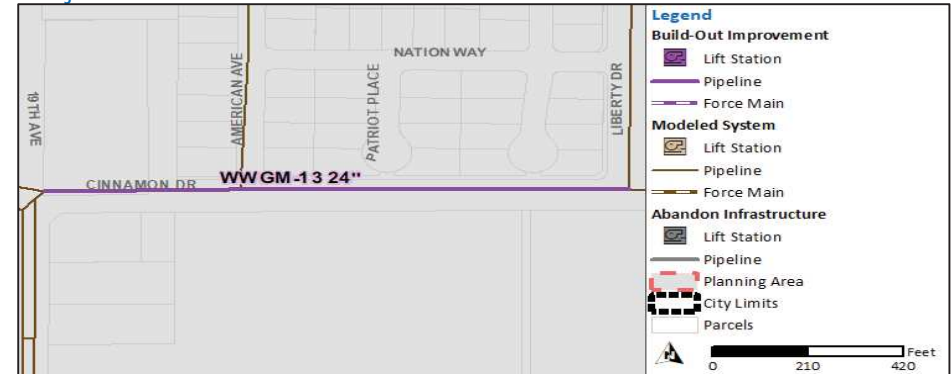 NATION WAY
19TH AVE
AMERICAN AVE
PATRIOT PLACE
LIBERTY DR
CINNAMON DR
WWGM-13 24"
Legend
Build-Out Improvement
Lift Station
Pipeline
Force Main
Modeled System
Lift Station
Pipeline
Force Main
Abandon Infrastructure
Lift Station
Pipeline
Planning Area
City Limits
Parcels
N
Feet
0 210 420